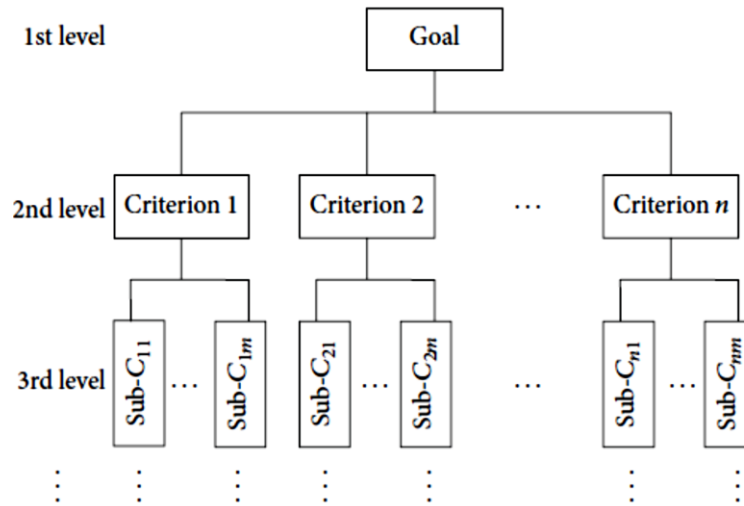 1st level
Goal
2nd level
Criterion 1
Criterion 2
...
Criterion n
3rd level
Sub-C₁₁
...
Sub-C₁ₘ
Sub-C₂₁
...
Sub-C₂ₘ
...
Sub-Cₙ₁
...
Sub-Cₙₘ